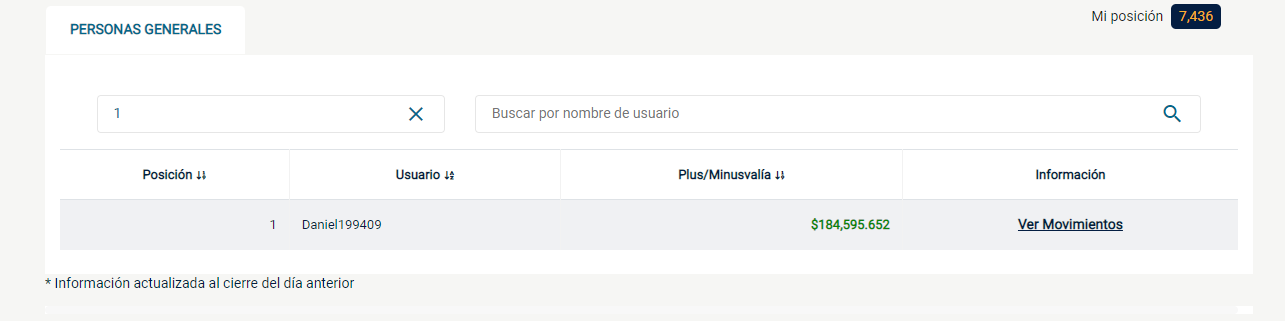 Mi posición 7,436
PERSONAS GENERALES
1
Buscar por nombre de usuario
Posición Usuario Plus/Minusvalía Información
1 Daniel199409 $184,595.652 Ver Movimientos
* Información actualizada al cierre del día anterior